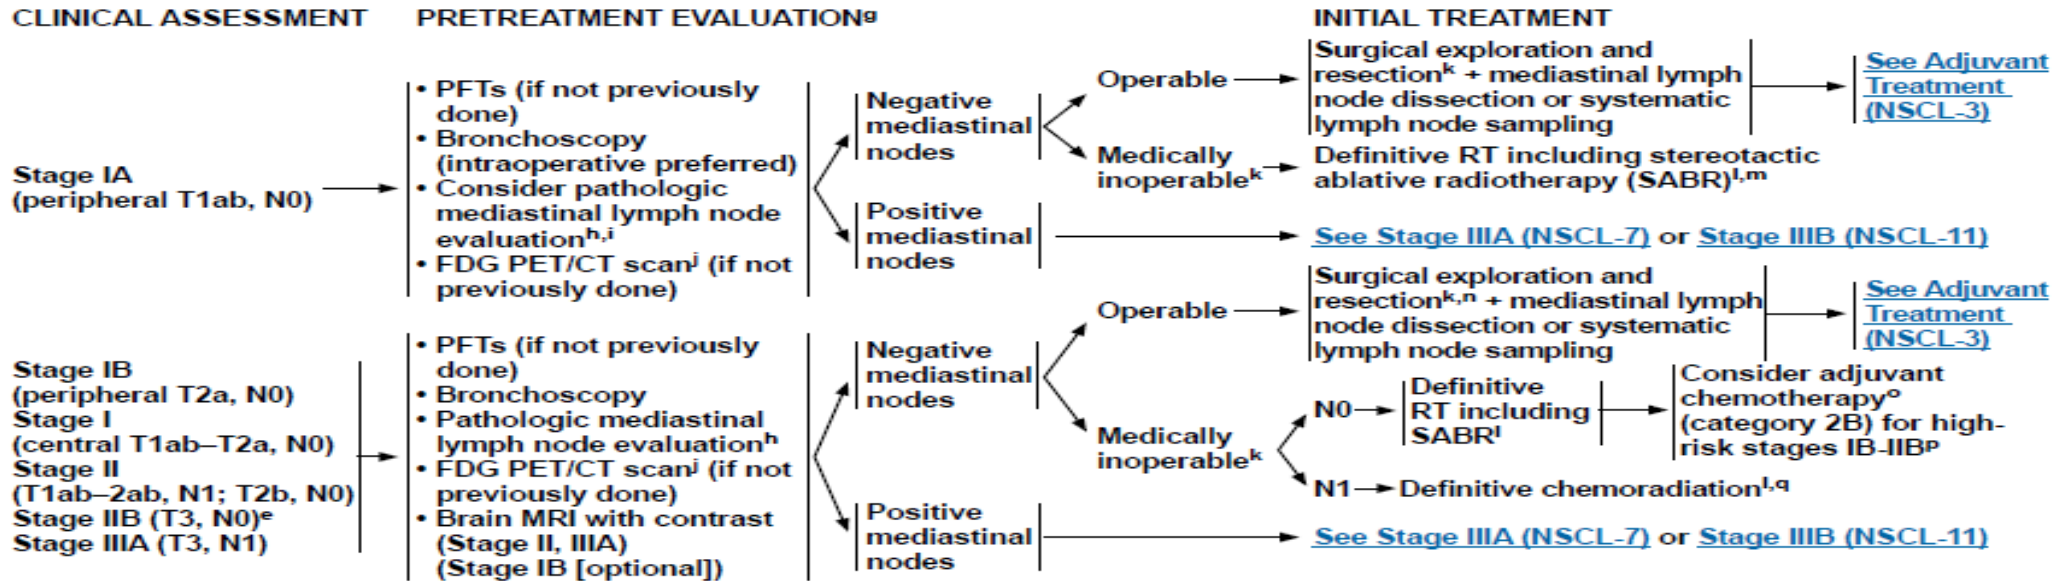 CLINICAL ASSESSMENT
PRETREATMENT EVALUATIONᵍ
INITIAL TREATMENT
Stage IA
(peripheral T1ab, N0)
• PFTs (if not previously
done)
• Bronchoscopy
(intraoperative preferred)
• Consider pathologic
mediastinal lymph node
evaluationʰ,ⁱ
• FDG PET/CT scanʲ (if not
previously done)
Negative
mediastinal
nodes
Operable
Surgical exploration and
resectionᵏ + mediastinal lymph
node dissection or systematic
lymph node sampling
See Adjuvant
Treatment
(NSCL-3)
Medically
inoperableᵏ
Definitive RT including stereotactic
ablative radiotherapy (SABR)ˡ,ᵐ
Positive
mediastinal
nodes
See Stage IIIA (NSCL-7) or Stage IIIB (NSCL-11)
Stage IB
(peripheral T2a, N0)
Stage I
(central T1ab–T2a, N0)
Stage II
(T1ab–2ab, N1; T2b, N0)
Stage IIB (T3, N0)ᵉ
Stage IIIA (T3, N1)
• PFTs (if not previously
done)
• Bronchoscopy
• Pathologic mediastinal
lymph node evaluationʰ
• FDG PET/CT scanʲ (if not
previously done)
• Brain MRI with contrast
(Stage II, IIIA)
(Stage IB [optional])
Negative
mediastinal
nodes
Operable
Surgical exploration and
resectionᵏ,ⁿ + mediastinal lymph
node dissection or systematic
lymph node sampling
See Adjuvant
Treatment
(NSCL-3)
Medically
inoperableᵏ
N0
Definitive
RT including
SABRˡ
Consider adjuvant
chemotherapyᵒ
(category 2B) for high-
risk stages IB-IIBᵖ
N1
Definitive chemoradiationˡ,q
Positive
mediastinal
nodes
See Stage IIIA (NSCL-7) or Stage IIIB (NSCL-11)